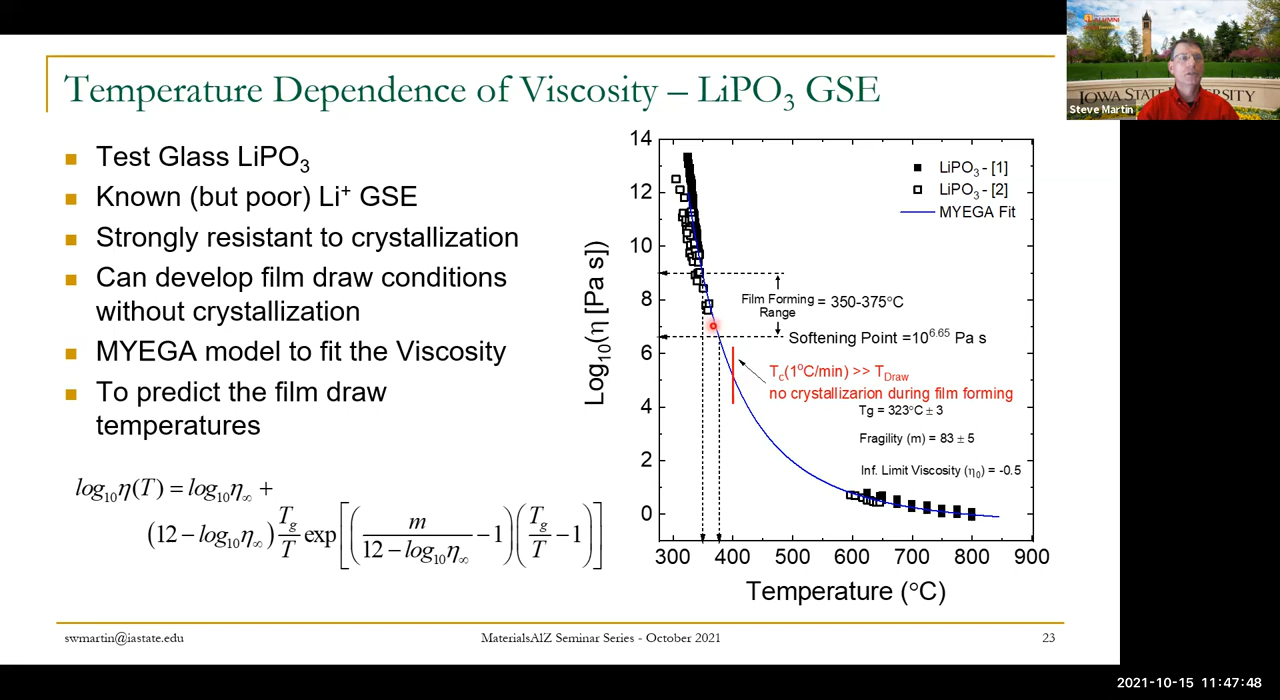 Temperature Dependence of Viscosity – LiPO3 GSE
Test Glass LiPO3
Known (but poor) Li+ GSE
Strongly resistant to crystallization
Can develop film draw conditions
without crystallization
MYEGA model to fit the Viscosity
To predict the film draw
temperatures
log10η(T) = log10η∞ +
(12 − log10η∞) Tg/T exp[(m/(12 − log10η∞) − 1)(Tg/T − 1)]
Log10(η [Pa s])
14
12
10
8
6
4
2
0
LiPO3 - [1]
LiPO3 - [2]
MYEGA Fit
Film Forming
Range
= 350-375°C
Softening Point =10^6.65 Pa s
Tc(1°C/min) >> TDraw
no crystallizarion during film forming
Tg = 323°C ± 3
Fragility (m) = 83 ± 5
Inf. Limit Viscosity (η0) = -0.5
300 400 500 600 700 800 900
Temperature (°C)
swmartin@iastate.edu
MaterialsAlZ Seminar Series - October 2021
23
ALUMNI
IOWA STATE UNIVERSITY
Steve Martin
2021-10-15 11:47:48